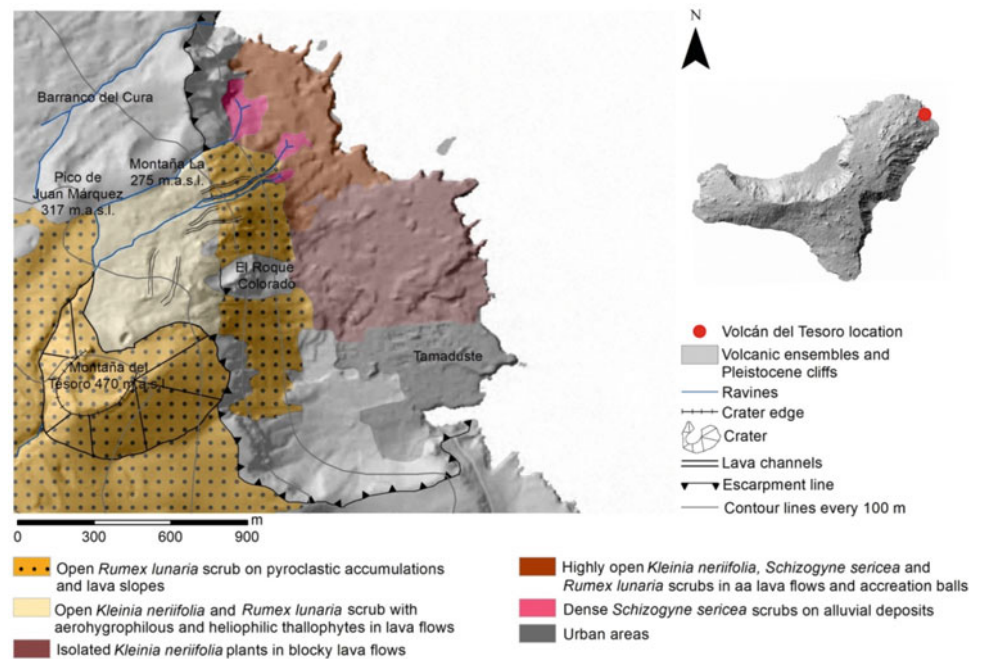 Barranco del Cura
Pico de
Juan Márquez
317 m.a.s.l.
Montaña La
275 m.a.s.l.
El Roque
Colorado
Montaña del
Tesoro 470 m.a.s.l.
Tamaduste
N
Volcán del Tesoro location
Volcanic ensembles and
Pleistocene cliffs
Ravines
Crater edge
Crater
Lava channels
Escarpment line
Contour lines every 100 m
0 300 600 900 m
Open Rumex lunaria scrub on pyroclastic accumulations
and lava slopes
Open Kleinia neriifolia and Rumex lunaria scrub with
aerohygrophilous and heliophilic thallophytes in lava flows
Isolated Kleinia neriifolia plants in blocky lava flows
Highly open Kleinia neriifolia, Schizogyne sericea and
Rumex lunaria scrubs in aa lava flows and accreation balls
Dense Schizogyne sericea scrubs on alluvial deposits
Urban areas